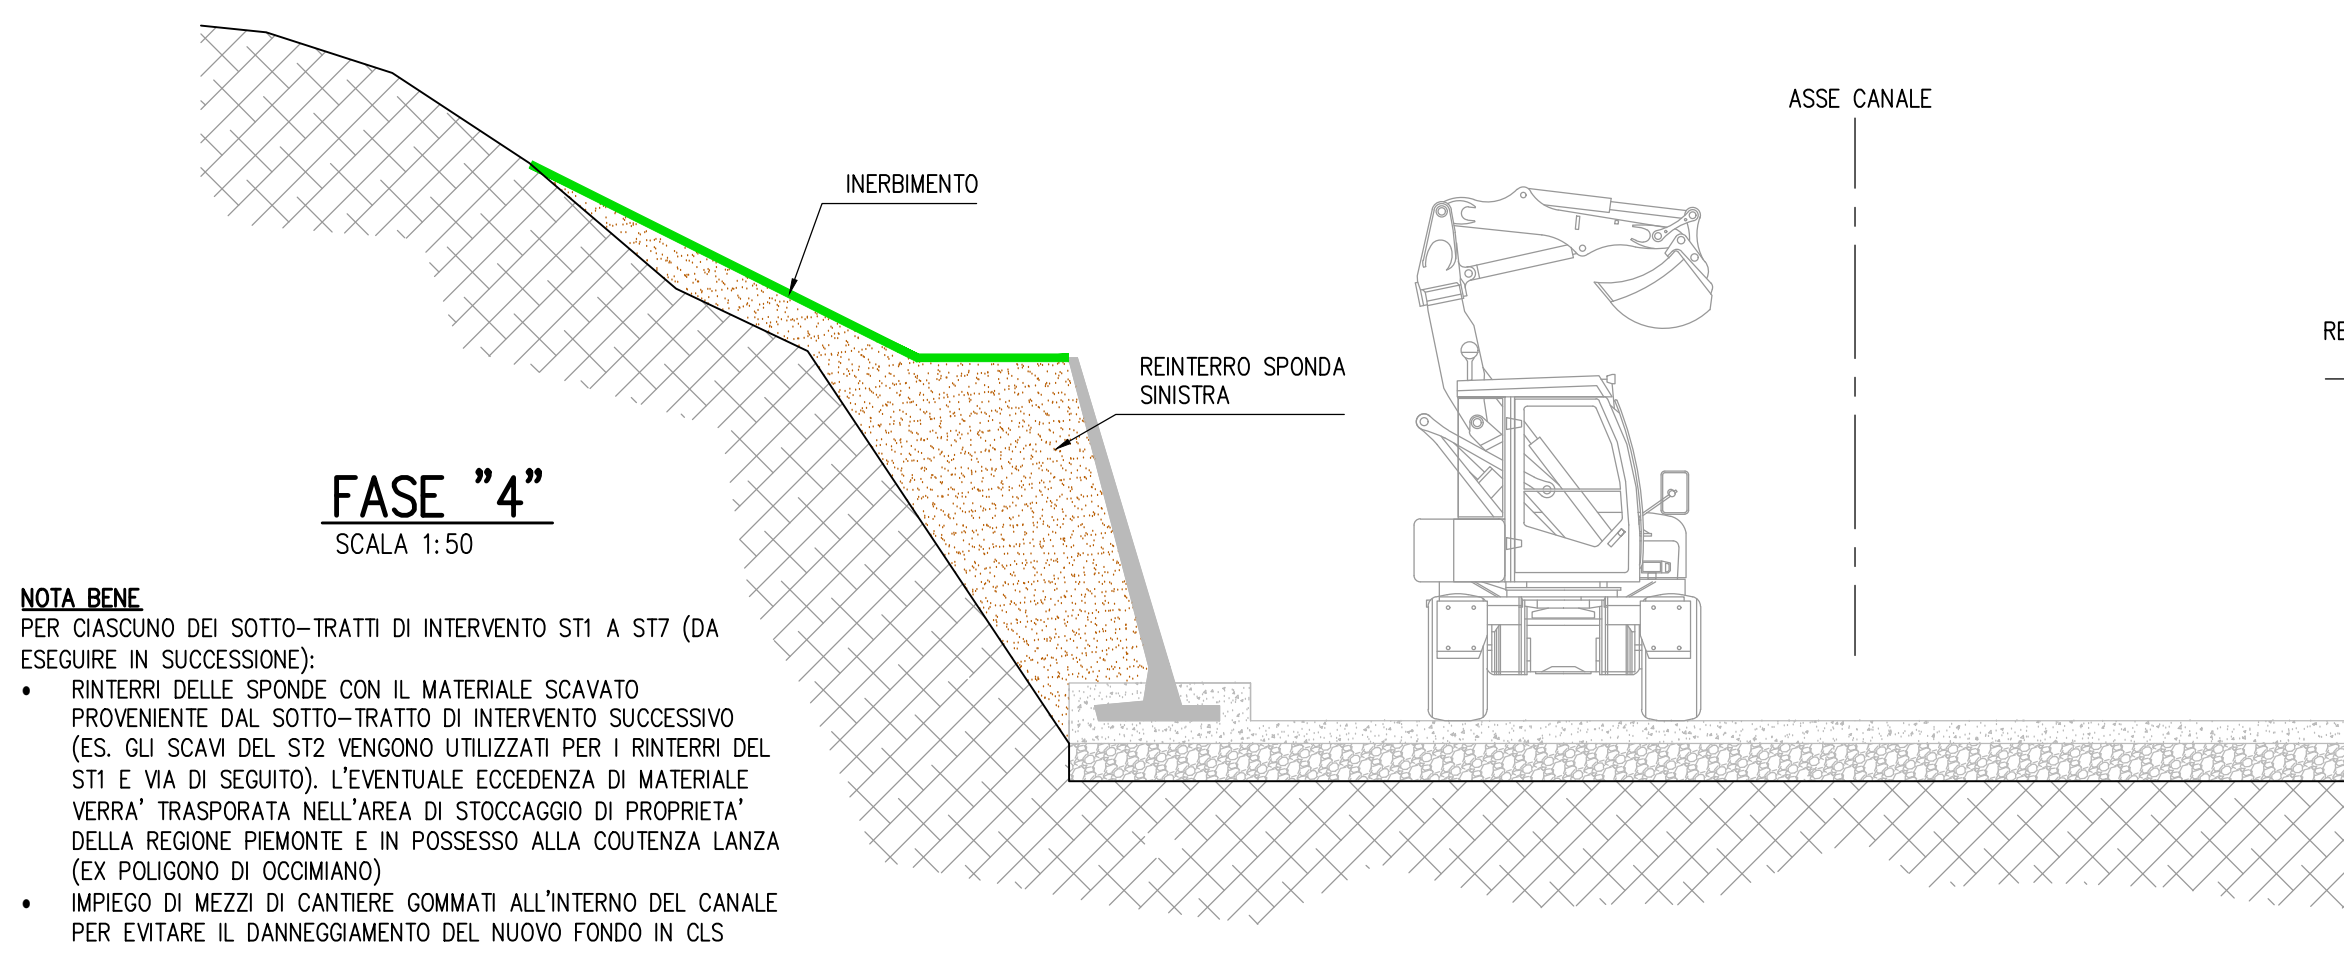 ASSE CANALE
INERBIMENTO
RE
REINTERRO SPONDA
SINISTRA
FASE "4"
SCALA 1:50
NOTA BENE
PER CIASCUNO DEI SOTTO-TRATTI DI INTERVENTO ST1 A ST7 (DA
ESEGUIRE IN SUCCESSIONE):
• RINTERRI DELLE SPONDE CON IL MATERIALE SCAVATO
PROVENIENTE DAL SOTTO-TRATTO DI INTERVENTO SUCCESSIVO
(ES. GLI SCAVI DEL ST2 VENGONO UTILIZZATI PER I RINTERRI DEL
ST1 E VIA DI SEGUITO). L'EVENTUALE ECCEDENZA DI MATERIALE
VERRA' TRASPORATA NELL'AREA DI STOCCAGGIO DI PROPRIETA'
DELLA REGIONE PIEMONTE E IN POSSESSO ALLA COUTENZA LANZA
(EX POLIGONO DI OCCIMIANO)
• IMPIEGO DI MEZZI DI CANTIERE GOMMATI ALL'INTERNO DEL CANALE
PER EVITARE IL DANNEGGIAMENTO DEL NUOVO FONDO IN CLS